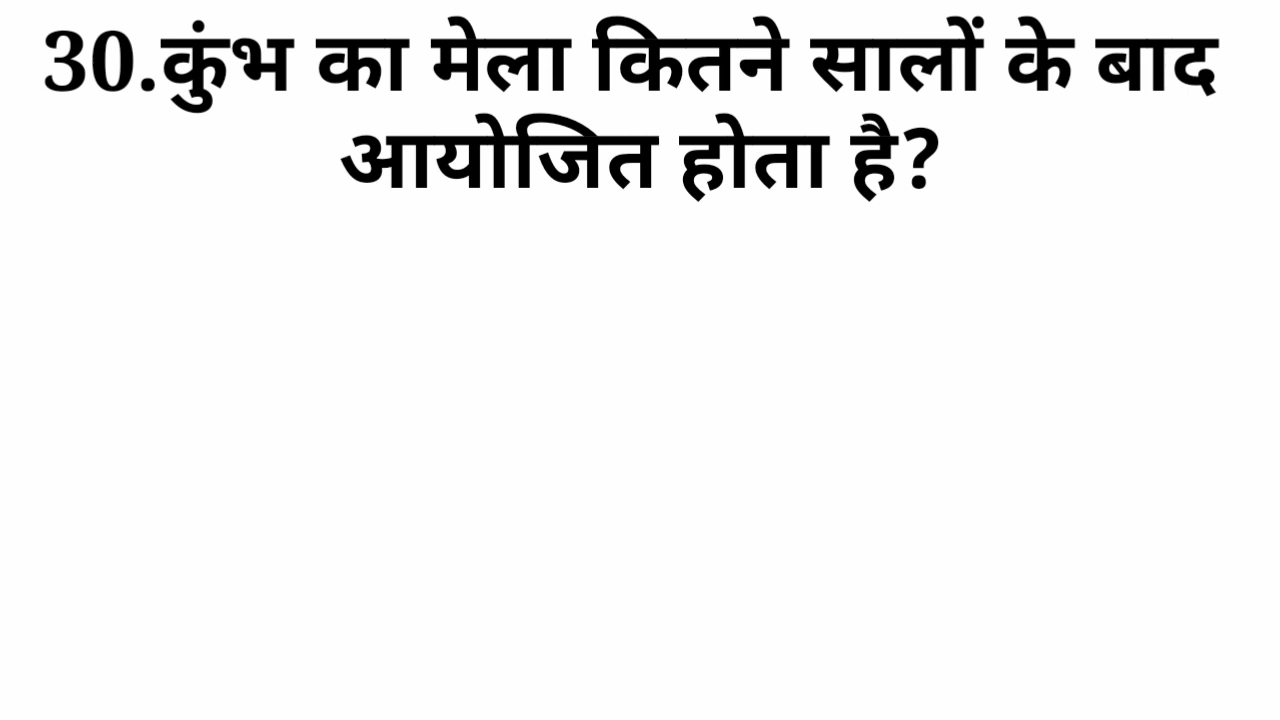 30.कुंभ का मेला कितने सालों के बाद
आयोजित होता है?